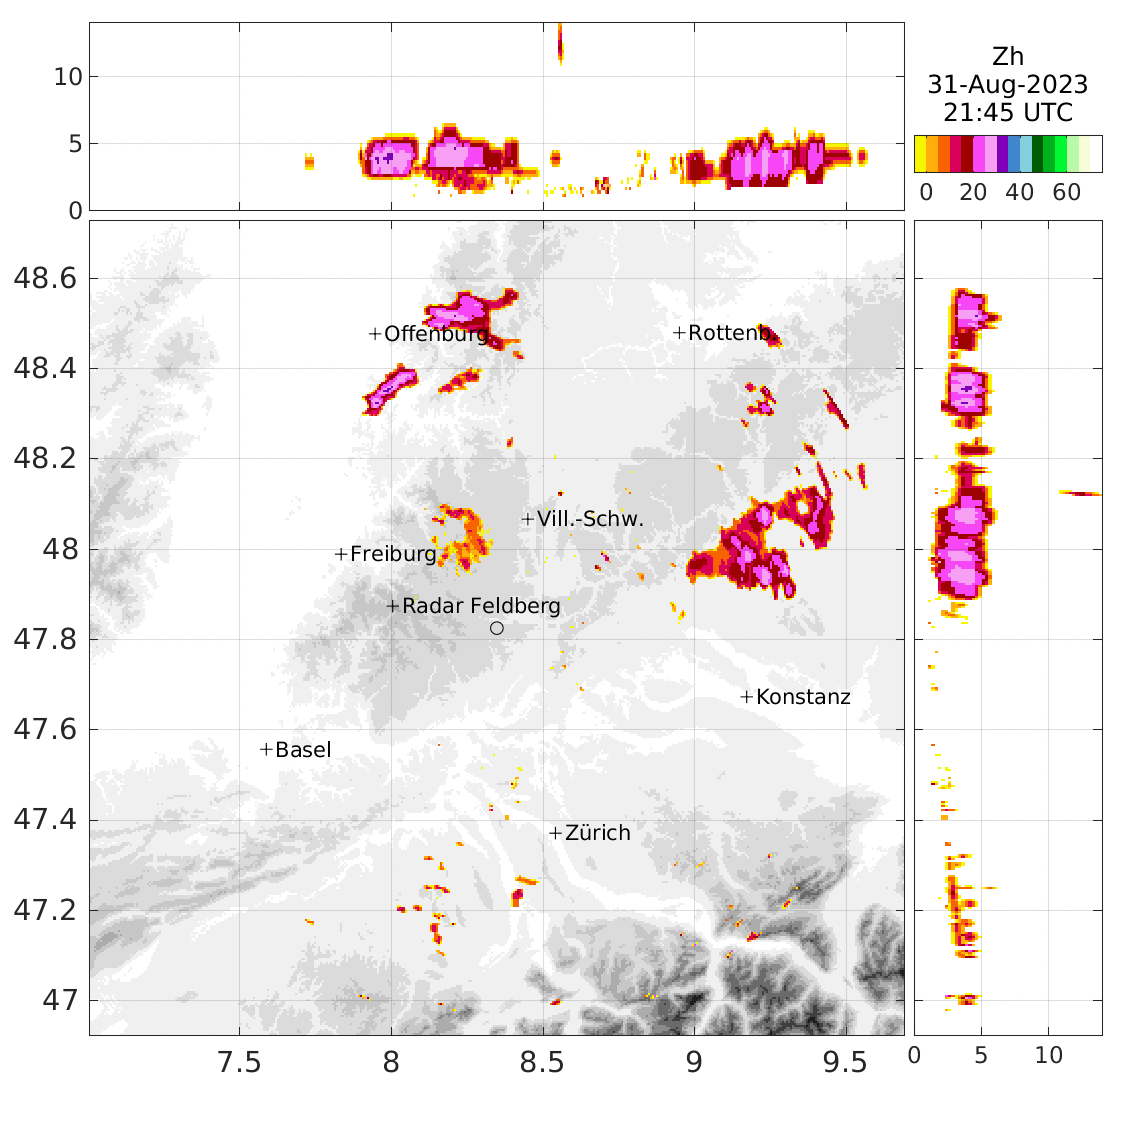 10
5
0
Zh
31-Aug-2023
21:45 UTC
0 20 40 60
48.6
48.4
48.2
48
47.8
47.6
47.4
47.2
47
+Offenburg
+Rottenb.
+Vill.-Schw.
+Freiburg
+Radar Feldberg
+Konstanz
+Basel
+Zürich
7.5 8 8.5 9 9.5
0 5 10